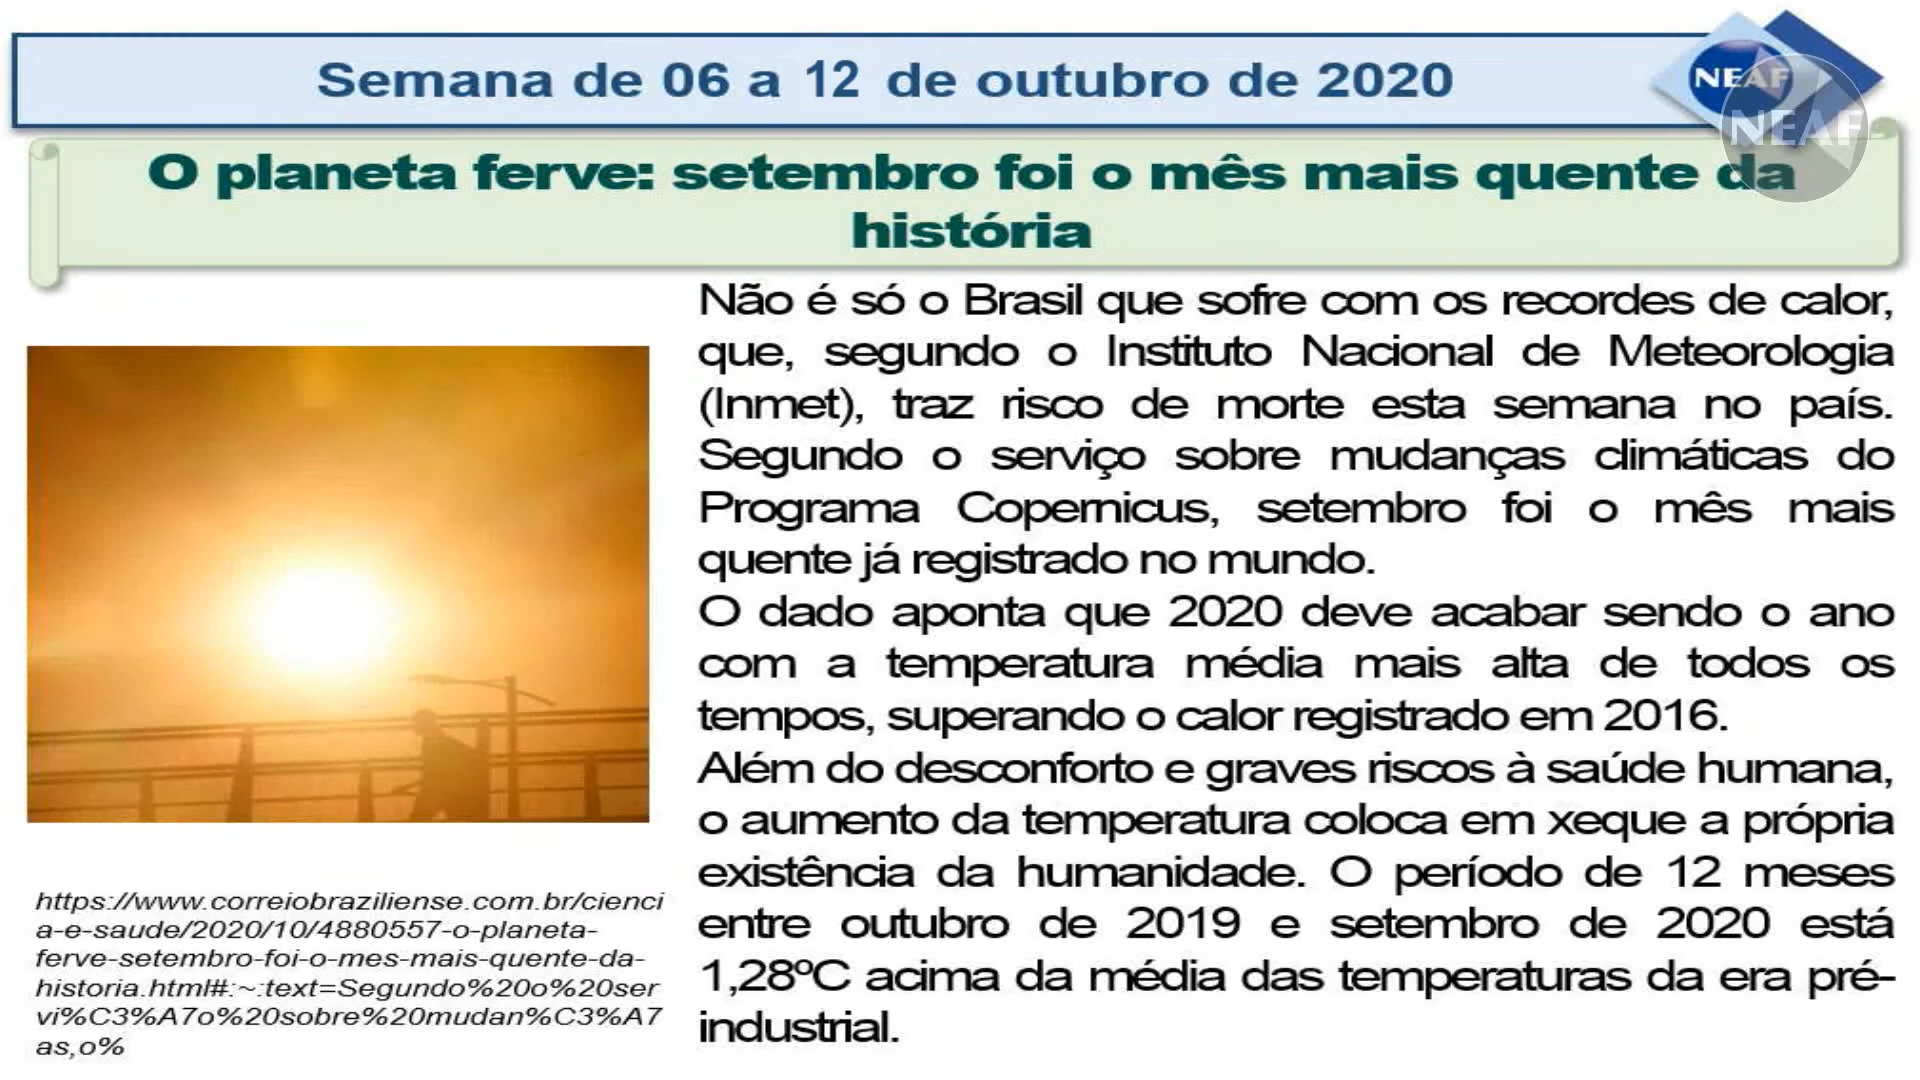 Semana de 06 a 12 de outubro de 2020
NEAF
NEAF
O planeta ferve: setembro foi o mês mais quente da
história
Não é só o Brasil que sofre com os recordes de calor,
que, segundo o Instituto Nacional de Meteorologia
(Inmet), traz risco de morte esta semana no país.
Segundo o serviço sobre mudanças climáticas do
Programa Copernicus, setembro foi o mês mais
quente já registrado no mundo.
O dado aponta que 2020 deve acabar sendo o ano
com a temperatura média mais alta de todos os
tempos, superando o calor registrado em 2016.
Além do desconforto e graves riscos à saúde humana,
o aumento da temperatura coloca em xeque a própria
existência da humanidade. O período de 12 meses
entre outubro de 2019 e setembro de 2020 está
1,28ºC acima da média das temperaturas da era pré-
industrial.
https://www.correiobraziliense.com.br/cienci
a-e-saude/2020/10/4880557-o-planeta-
ferve-setembro-foi-o-mes-mais-quente-da-
historia.html#:~:text=Segundo%20o%20ser
vi%C3%A7o%20sobre%20mudan%C3%A7
as,o%